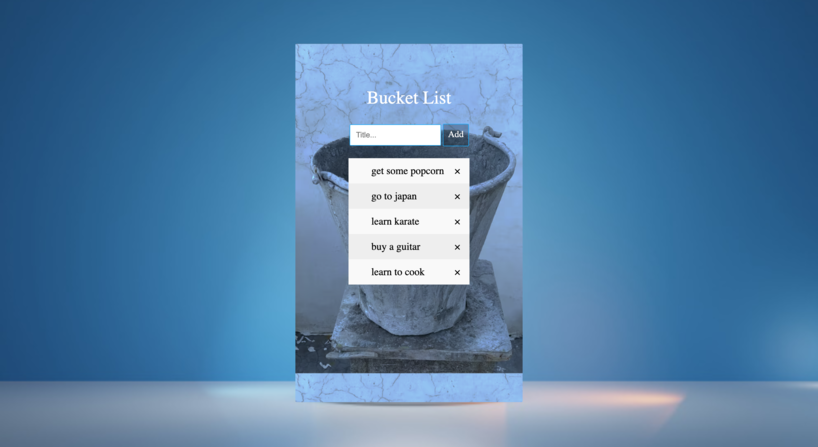 Bucket List
Title... Add
get some popcorn ×
go to japan ×
learn karate ×
buy a guitar ×
learn to cook ×